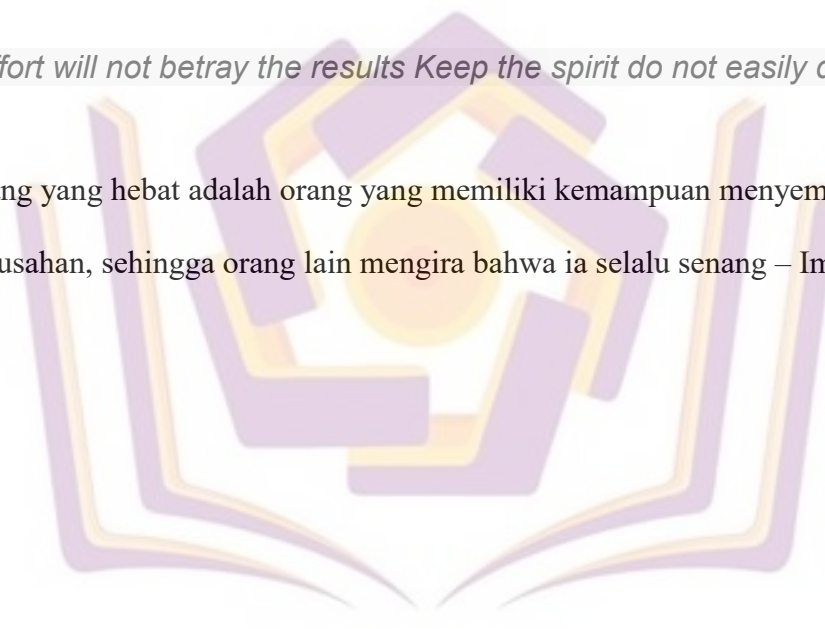 ffort will not betray the results Keep the spirit do not easily
ng yang hebat adalah orang yang memiliki kemampuan menyem
usahan, sehingga orang lain mengira bahwa ia selalu senang – Im